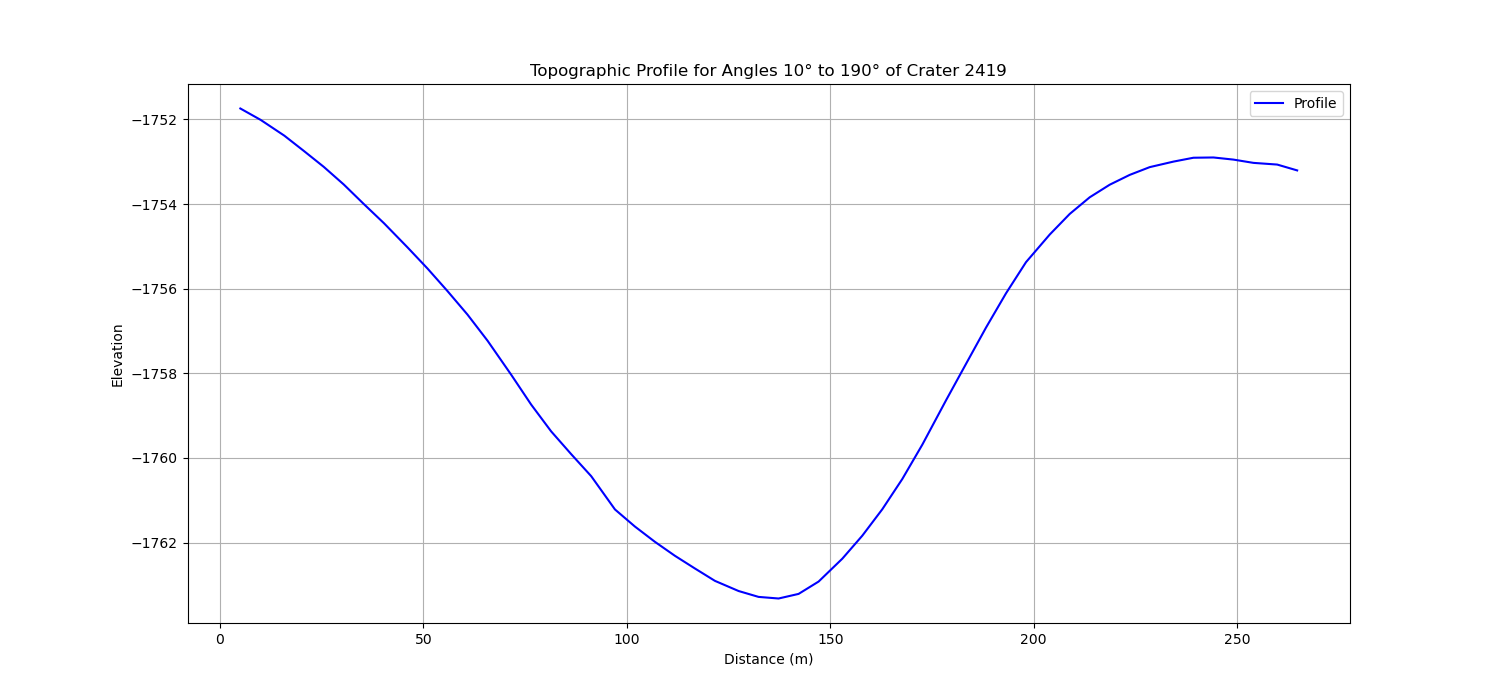 Topographic Profile for Angles 10° to 190° of Crater 2419
Profile
Elevation
−1752
−1754
−1756
−1758
−1760
−1762
0 50 100 150 200 250
Distance (m)